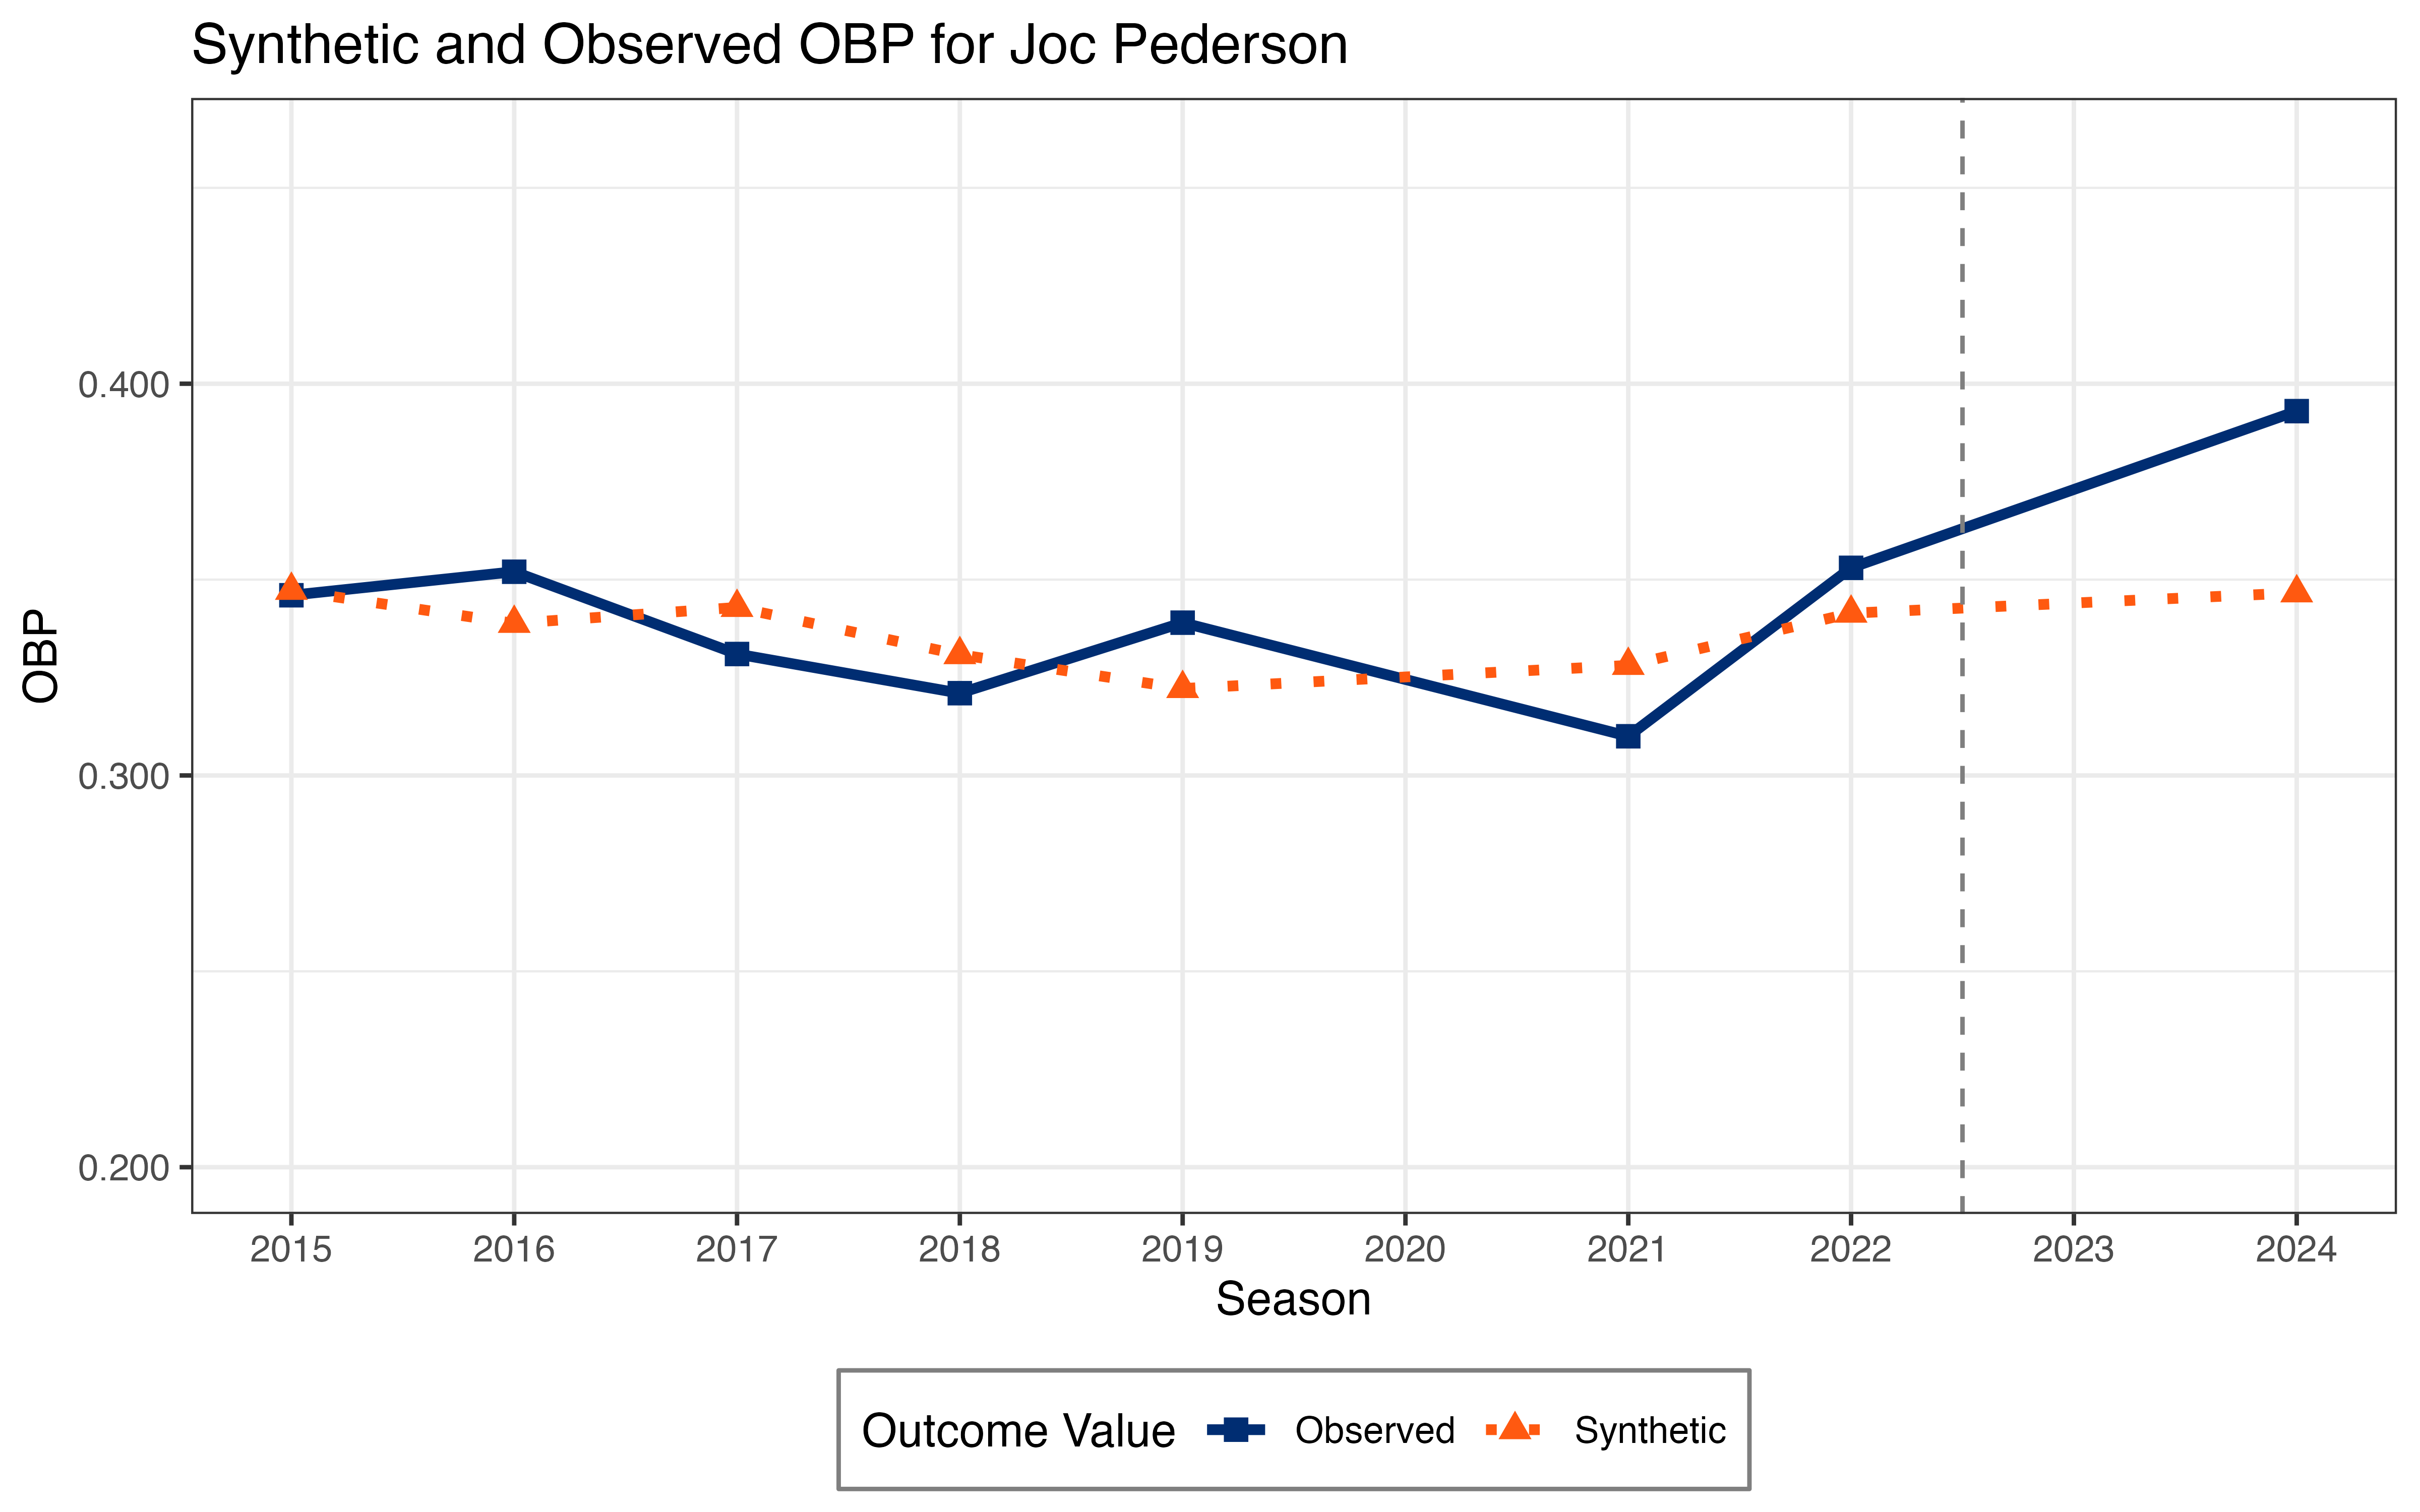 Synthetic and Observed OBP for Joc Pederson
OBP
0.400
0.300
0.200
2015 2016 2017 2018 2019 2020 2021 2022 2023 2024
Season
Outcome Value Observed Synthetic